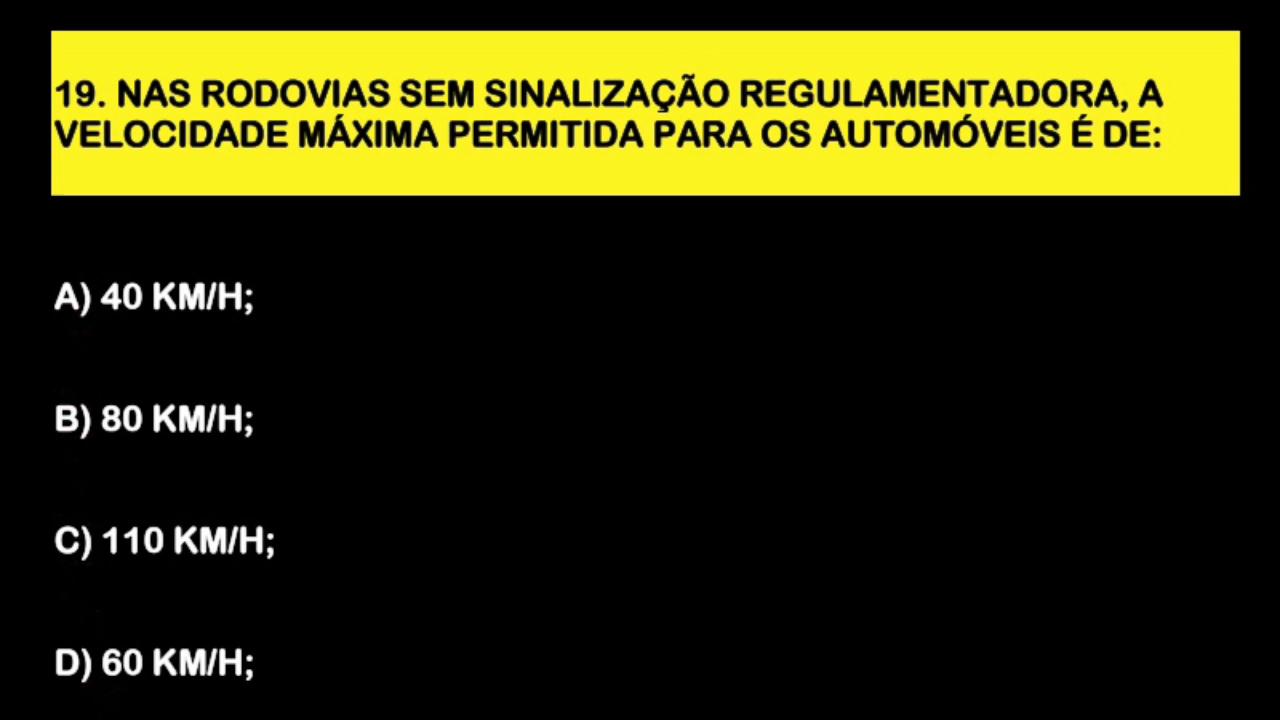 19. NAS RODOVIAS SEM SINALIZAÇÃO REGULAMENTADORA, A
VELOCIDADE MÁXIMA PERMITIDA PARA OS AUTOMÓVEIS É DE:
A) 40 KM/H;
B) 80 KM/H;
C) 110 KM/H;
D) 60 KM/H;